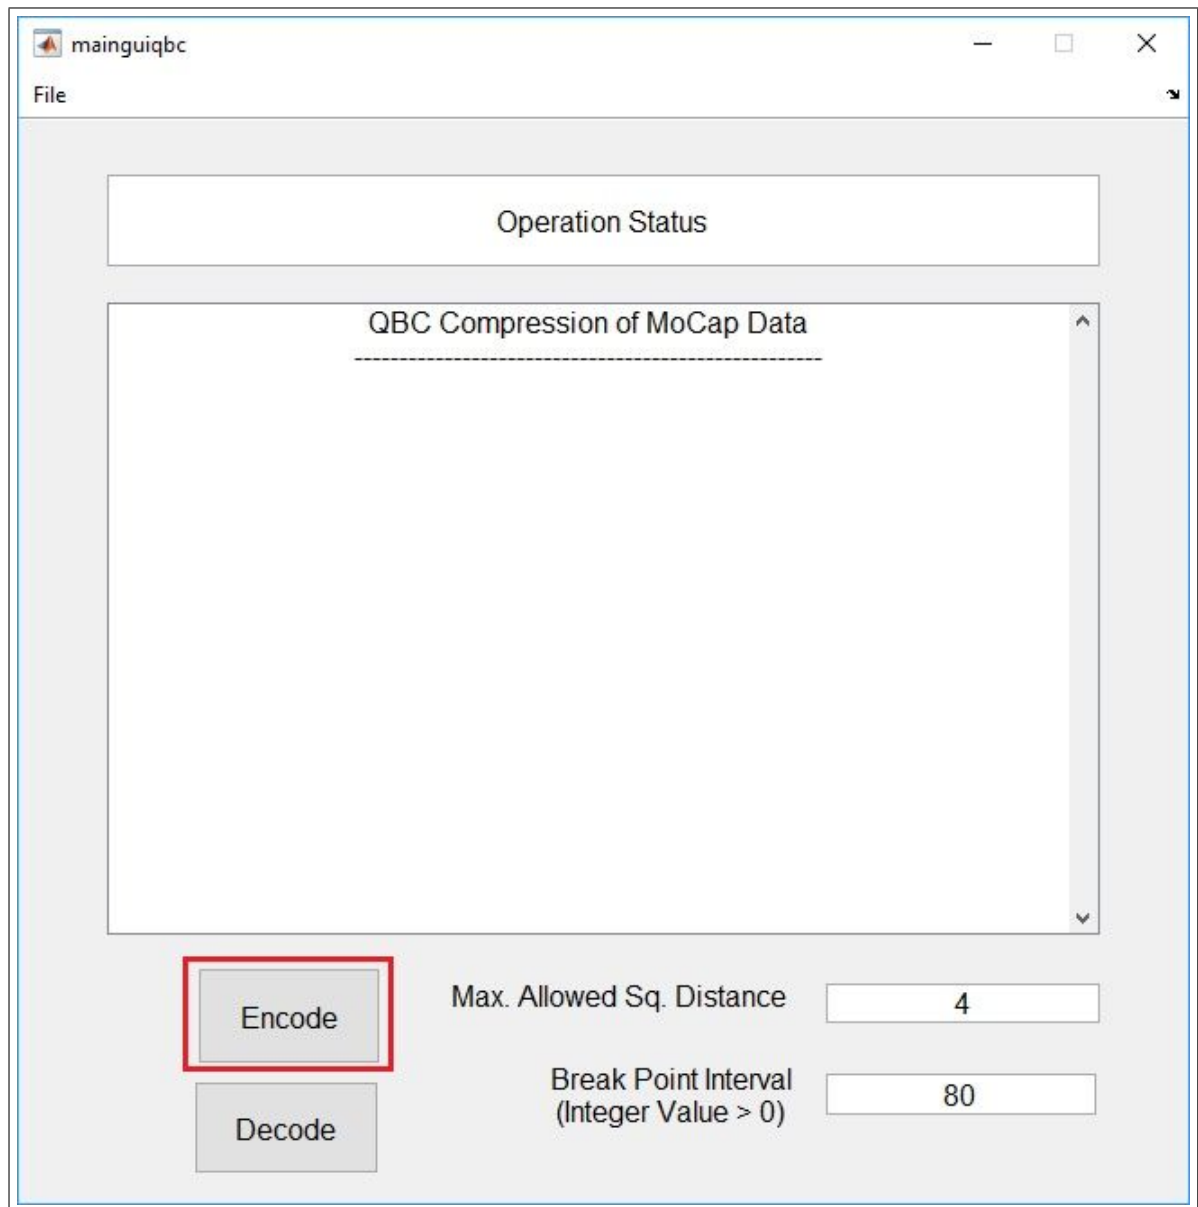 mainguiqbc
File
Operation Status
QBC Compression of MoCap Data
---------------------------------------------------
Encode
Max. Allowed Sq. Distance
4
Break Point Interval
(Integer Value > 0)
80
Decode